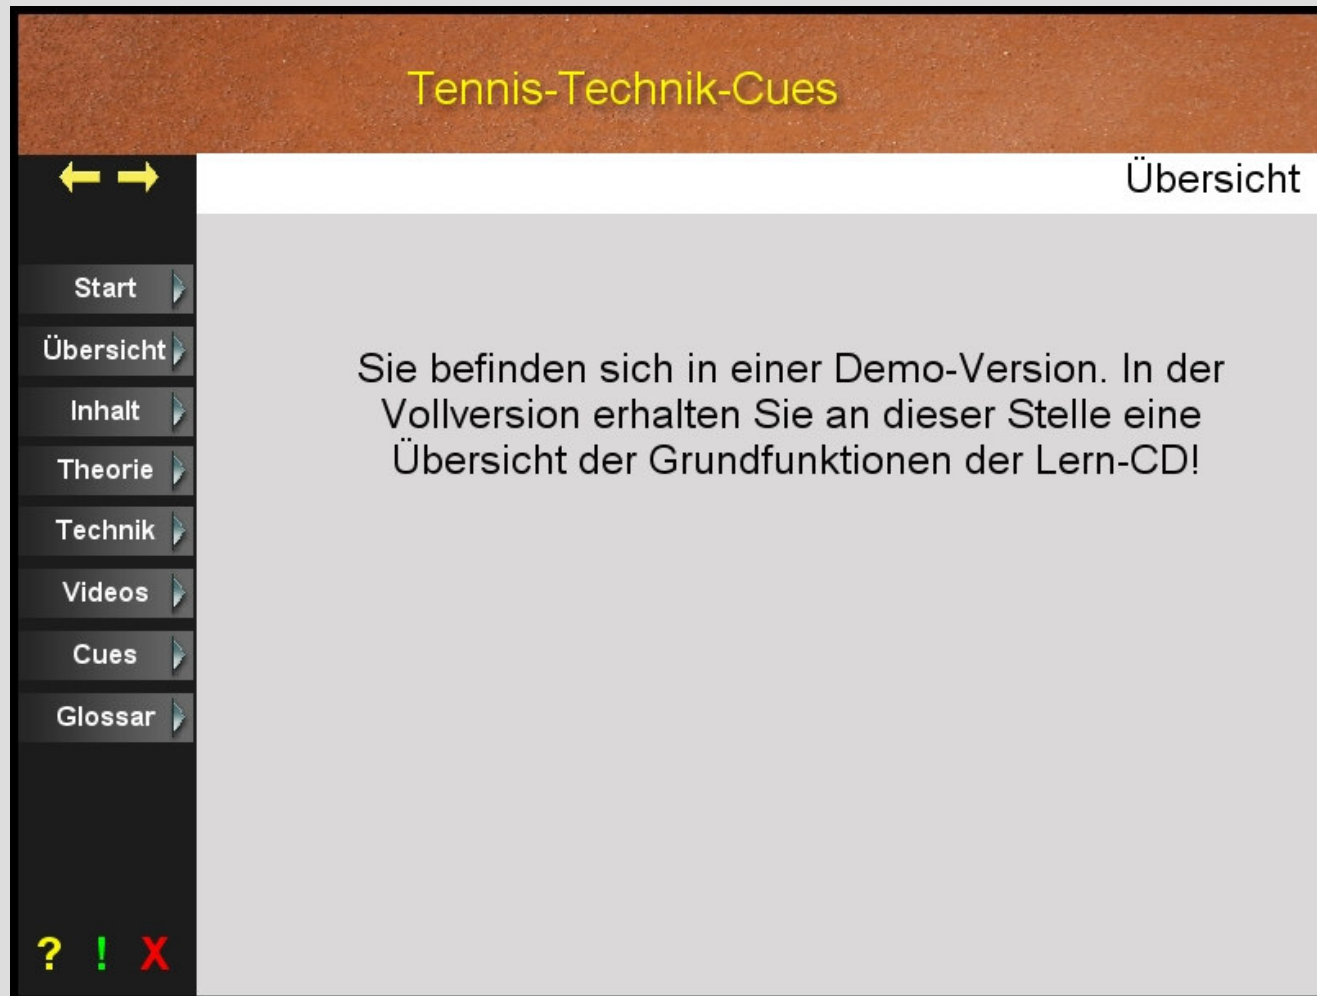 Tennis-Technik-Cues
Übersicht
Start
Übersicht
Inhalt
Theorie
Technik
Videos
Cues
Glossar
Sie befinden sich in einer Demo-Version. In der
Vollversion erhalten Sie an dieser Stelle eine
Übersicht der Grundfunktionen der Lern-CD!
? ! X